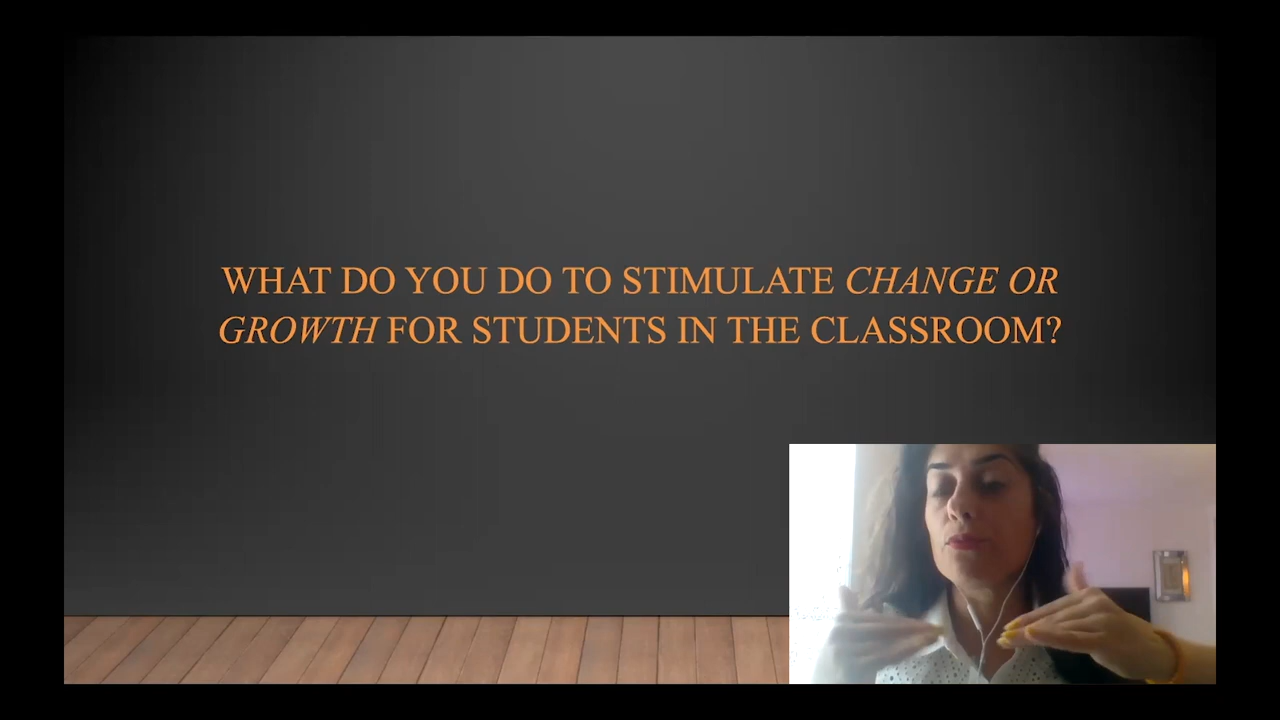 WHAT DO YOU DO TO STIMULATE CHANGE OR
GROWTH FOR STUDENTS IN THE CLASSROOM?